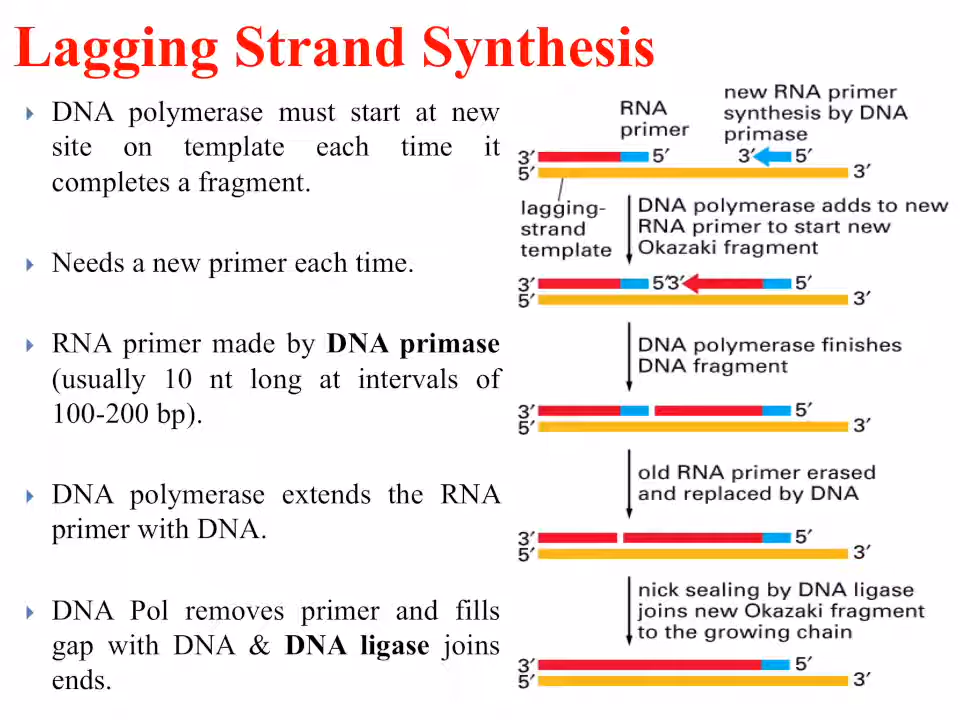 Lagging Strand Synthesis
DNA polymerase must start at new
site on template each time it
completes a fragment.
Needs a new primer each time.
RNA primer made by DNA primase
(usually 10 nt long at intervals of
100-200 bp).
DNA polymerase extends the RNA
primer with DNA.
DNA Pol removes primer and fills
gap with DNA & DNA ligase joins
ends.
RNA
primer
new RNA primer
synthesis by DNA
primase
3′ 5′ 3′ 5′
5′ 3′
lagging-
strand
template
DNA polymerase adds to new
RNA primer to start new
Okazaki fragment
3′ 5′3′ 5′
5′ 3′
DNA polymerase finishes
DNA fragment
3′ 5′
5′ 3′
old RNA primer erased
and replaced by DNA
3′ 5′
5′ 3′
nick sealing by DNA ligase
joins new Okazaki fragment
to the growing chain
3′ 5′
5′ 3′